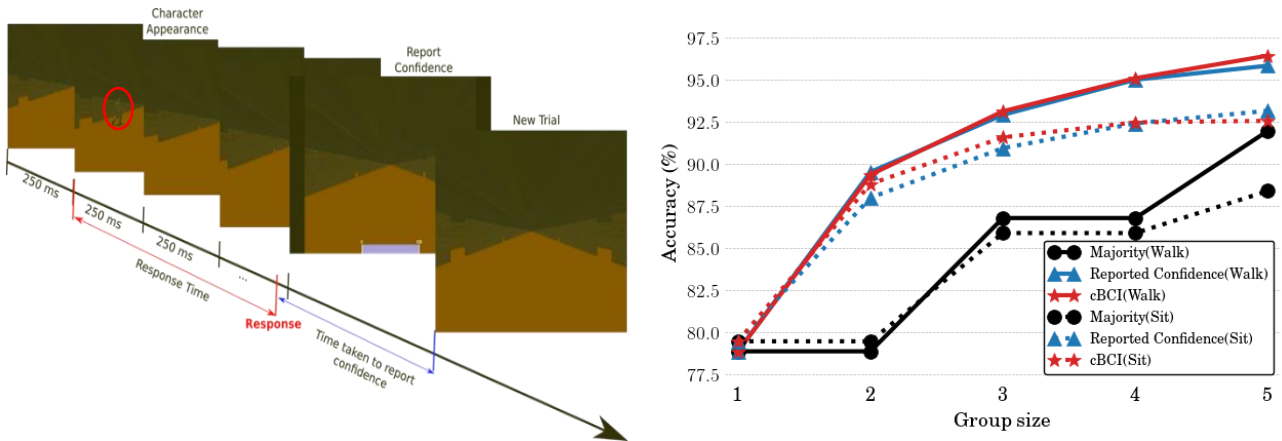 Character
Appearance
Report
Confidence
New Trial
250 ms
250 ms
250 ms
...
Response Time
Response
Time taken to report
confidence
Accuracy (%)
97.5
95.0
92.5
90.0
87.5
85.0
82.5
80.0
77.5
Majority(Walk)
Reported Confidence(Walk)
cBCI(Walk)
Majority(Sit)
Reported Confidence(Sit)
cBCI(Sit)
1 2 3 4 5
Group size